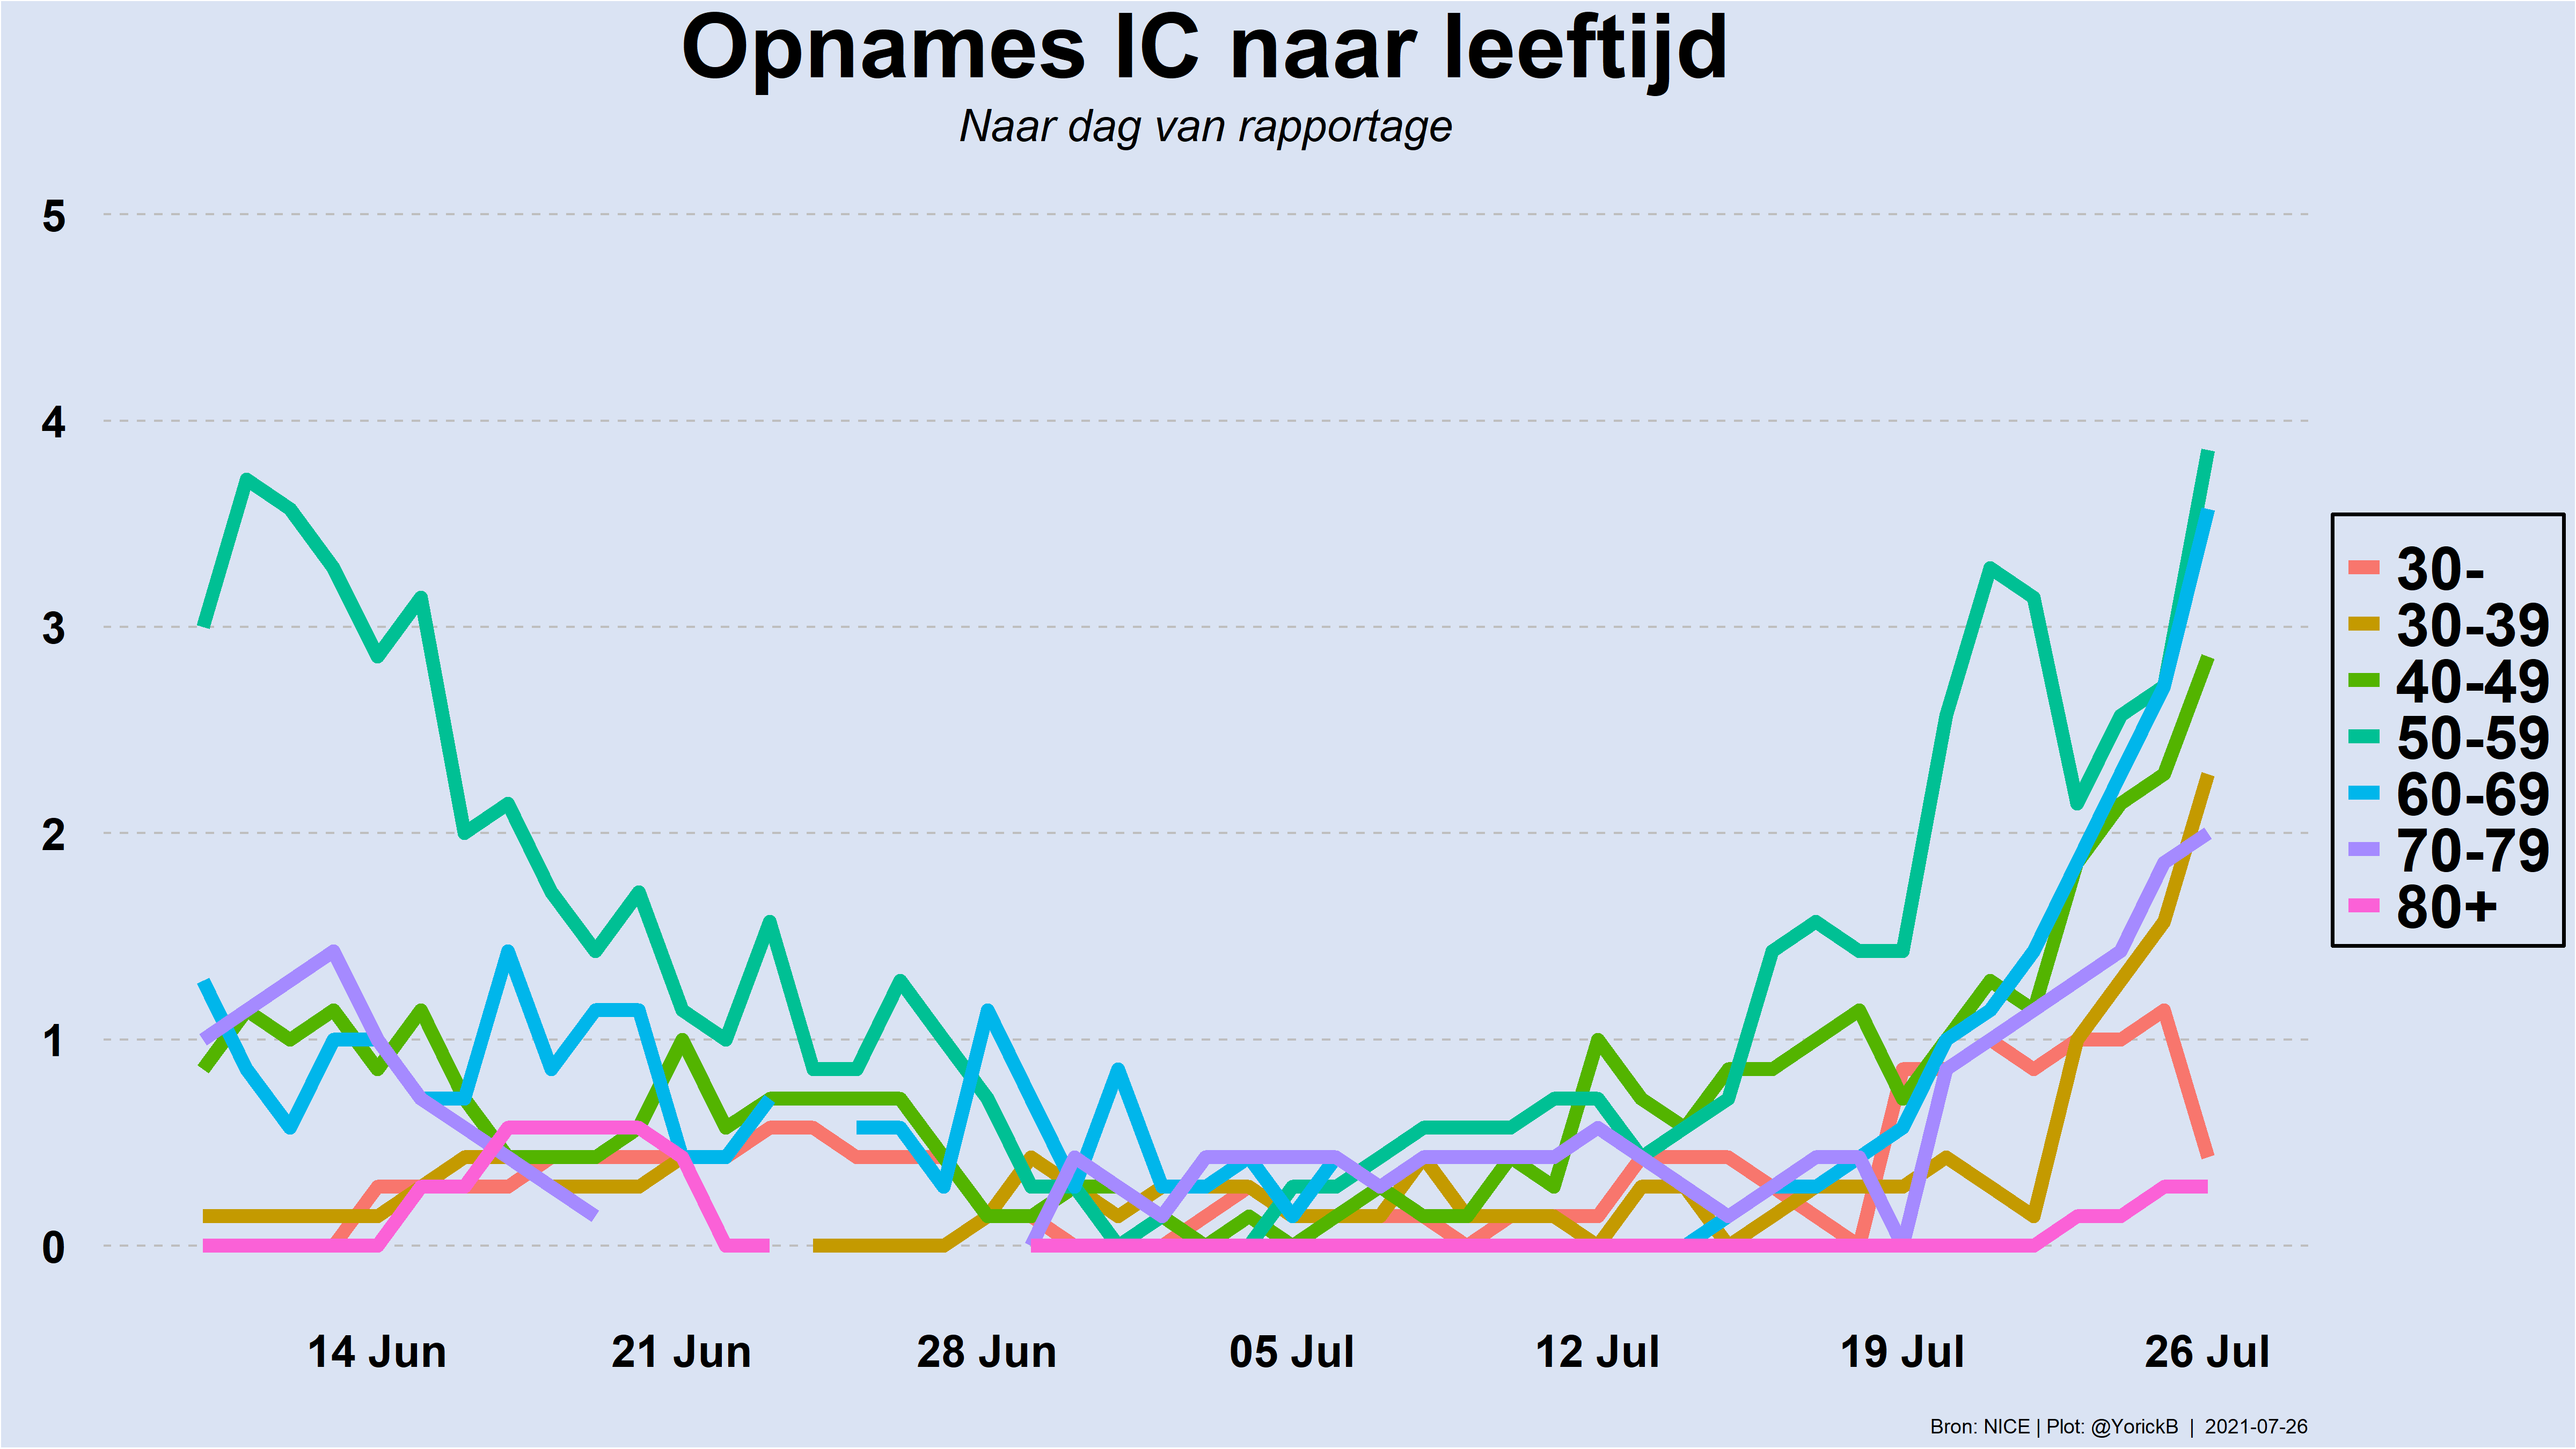 Opnames IC naar leeftijd
Naar dag van rapportage
5
4
3
2
1
0
14 Jun
21 Jun
28 Jun
05 Jul
12 Jul
19 Jul
26 Jul
30-
30-39
40-49
50-59
60-69
70-79
80+
Bron: NICE | Plot: @YorickB | 2021-07-26